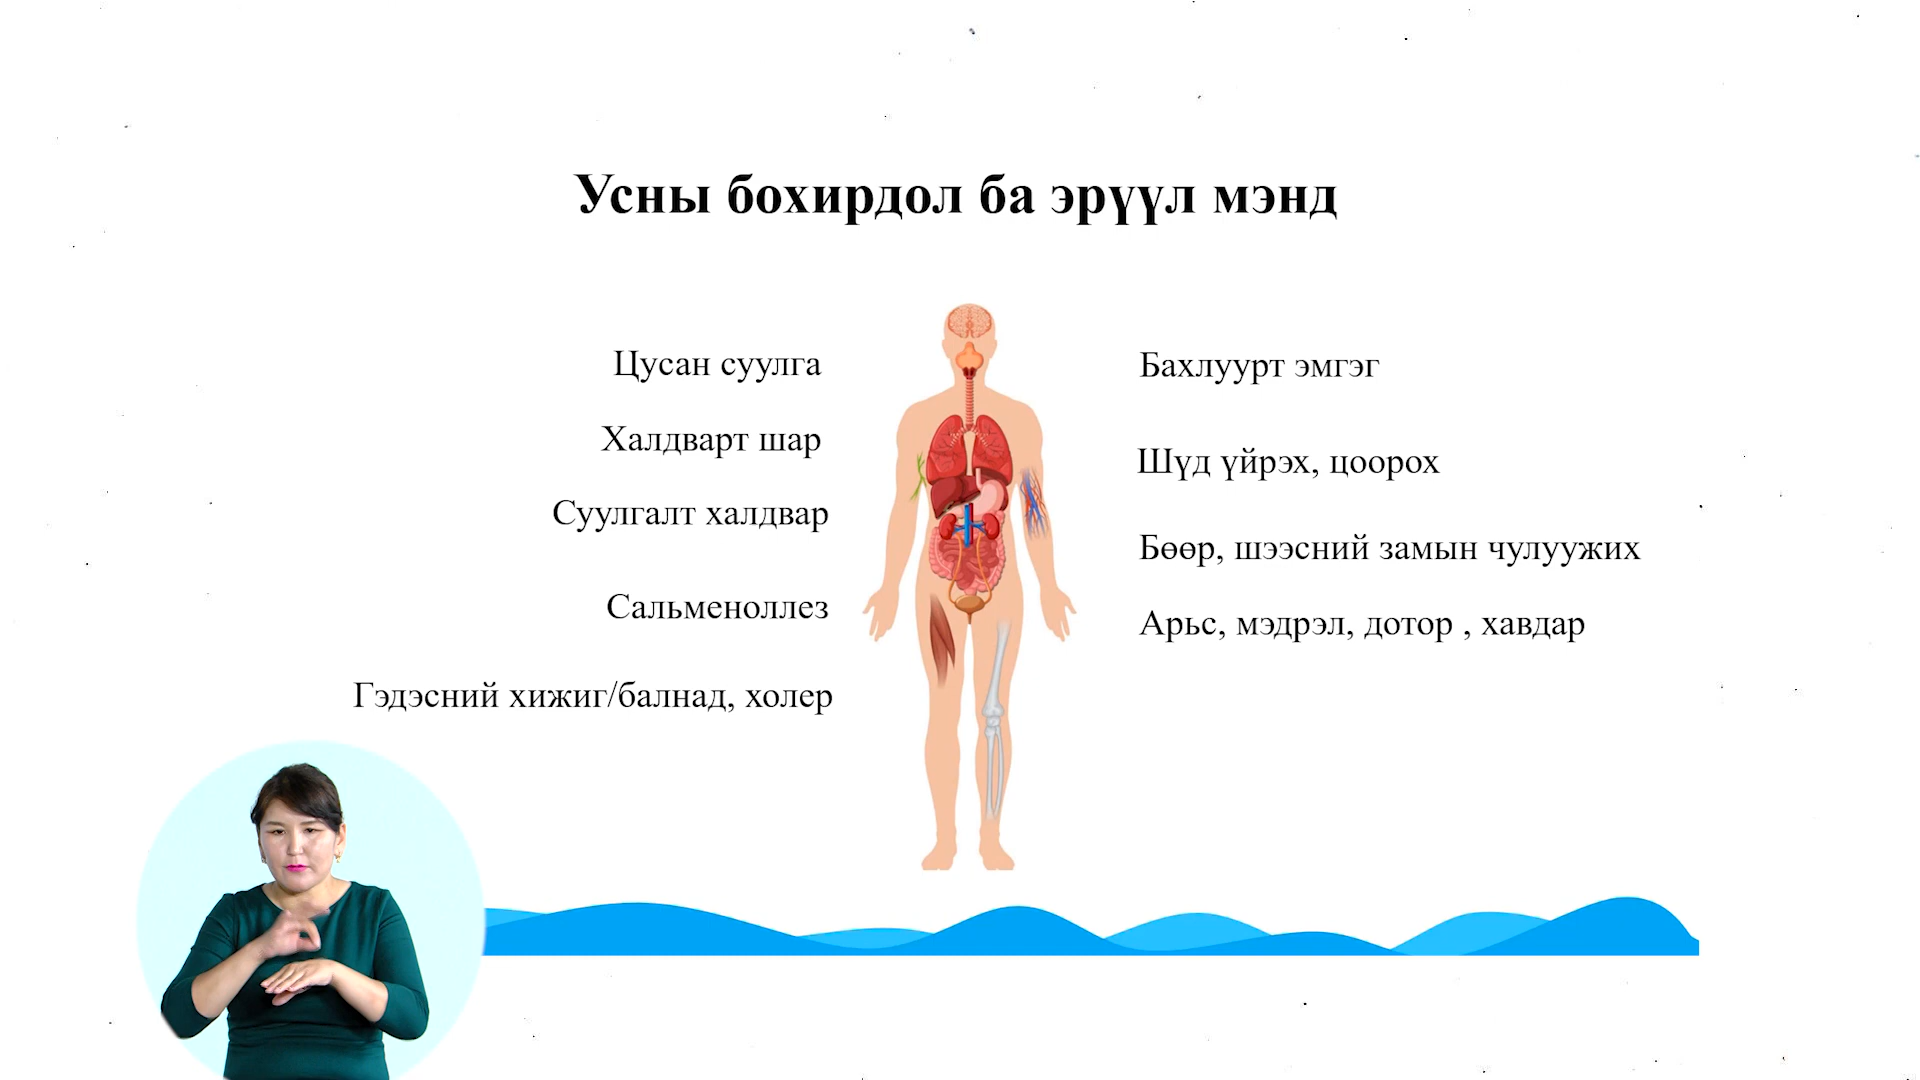 Усны бохирдол ба эрүүл мэнд
Цусан суулга
Халдварт шар
Суулгалт халдвар
Сальменоллез
Гэдэсний хижиг/балнад, холер
Бахлуурт эмгэг
Шүд үйрэх, цоорох
Бөөр, шээсний замын чулуужих
Арьс, мэдрэл, дотор , хавдар